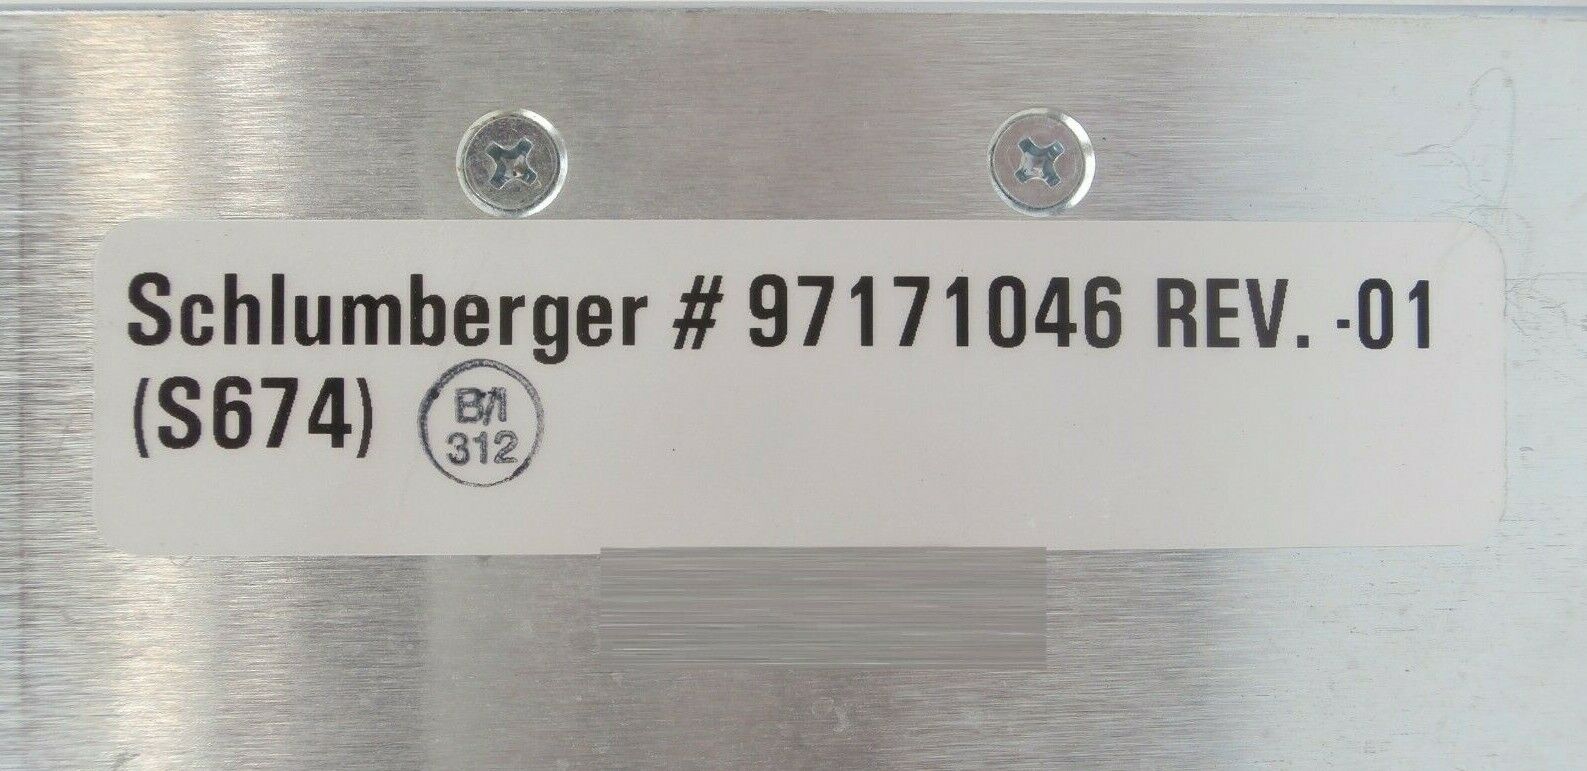 Schlumberger # 97171046 REV. -01
(S674)
B/I
312